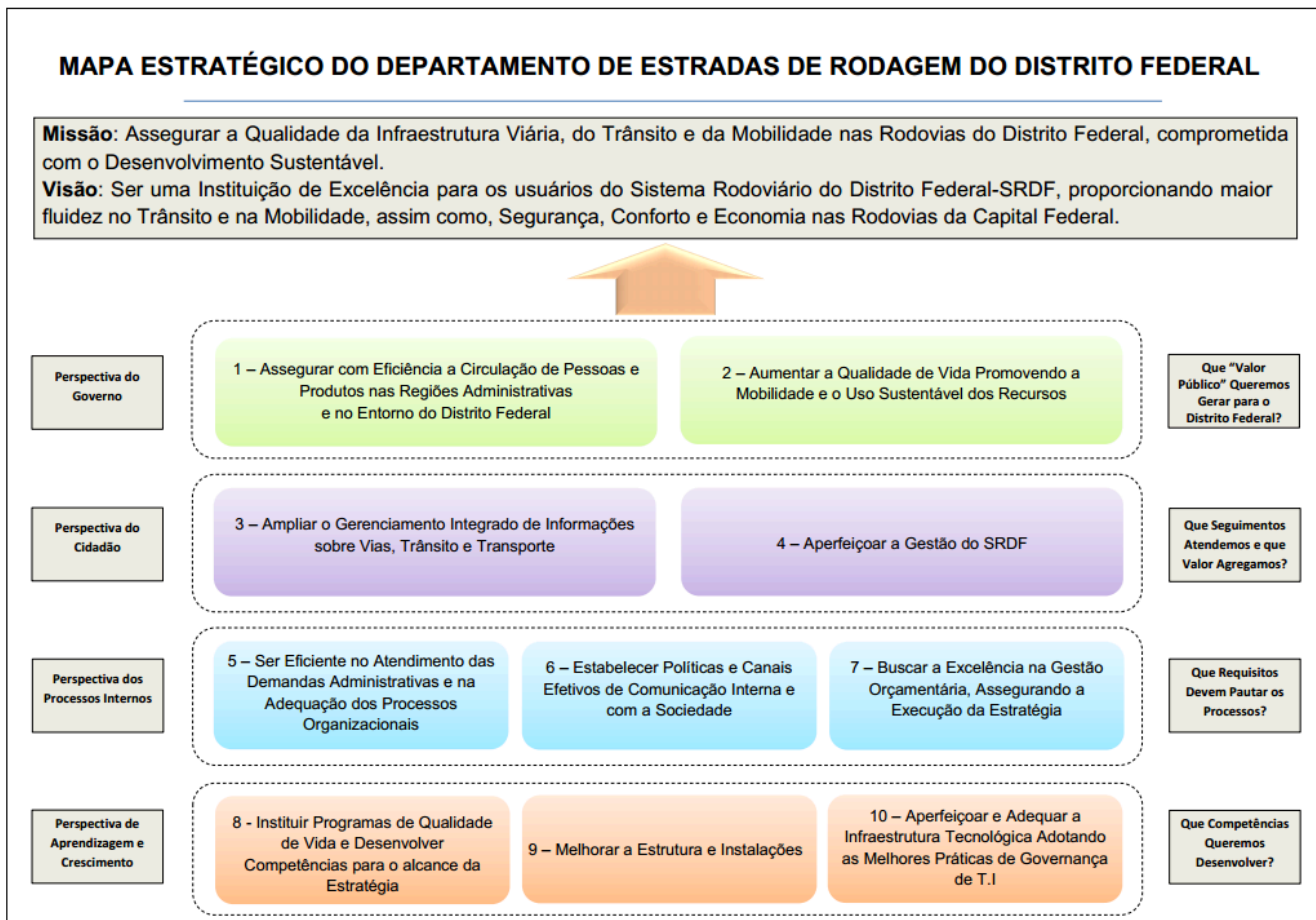 MAPA ESTRATÉGICO DO DEPARTAMENTO DE ESTRADAS DE RODAGEM DO DISTRITO FEDERAL
Missão: Assegurar a Qualidade da Infraestrutura Viária, do Trânsito e da Mobilidade nas Rodovias do Distrito Federal, comprometida
com o Desenvolvimento Sustentável.
Visão: Ser uma Instituição de Excelência para os usuários do Sistema Rodoviário do Distrito Federal-SRDF, proporcionando maior
fluidez no Trânsito e na Mobilidade, assim como, Segurança, Conforto e Economia nas Rodovias da Capital Federal.
Perspectiva do
Governo
1 – Assegurar com Eficiência a Circulação de Pessoas e
Produtos nas Regiões Administrativas
e no Entorno do Distrito Federal
2 – Aumentar a Qualidade de Vida Promovendo a
Mobilidade e o Uso Sustentável dos Recursos
Que “Valor
Público” Queremos
Gerar para o
Distrito Federal?
Perspectiva do
Cidadão
3 – Ampliar o Gerenciamento Integrado de Informações
sobre Vias, Trânsito e Transporte
4 – Aperfeiçoar a Gestão do SRDF
Que Seguimentos
Atendemos e que
Valor Agregamos?
Perspectiva dos
Processos Internos
5 – Ser Eficiente no Atendimento das
Demandas Administrativas e na
Adequação dos Processos
Organizacionais
6 – Estabelecer Políticas e Canais
Efetivos de Comunicação Interna e
com a Sociedade
7 – Buscar a Excelência na Gestão
Orçamentária, Assegurando a
Execução da Estratégia
Que Requisitos
Devem Pautar os
Processos?
Perspectiva de
Aprendizagem e
Crescimento
8 - Instituir Programas de Qualidade
de Vida e Desenvolver
Competências para o alcance da
Estratégia
9 – Melhorar a Estrutura e Instalações
10 – Aperfeiçoar e Adequar a
Infraestrutura Tecnológica Adotando
as Melhores Práticas de Governança
de T.I
Que Competências
Queremos
Desenvolver?